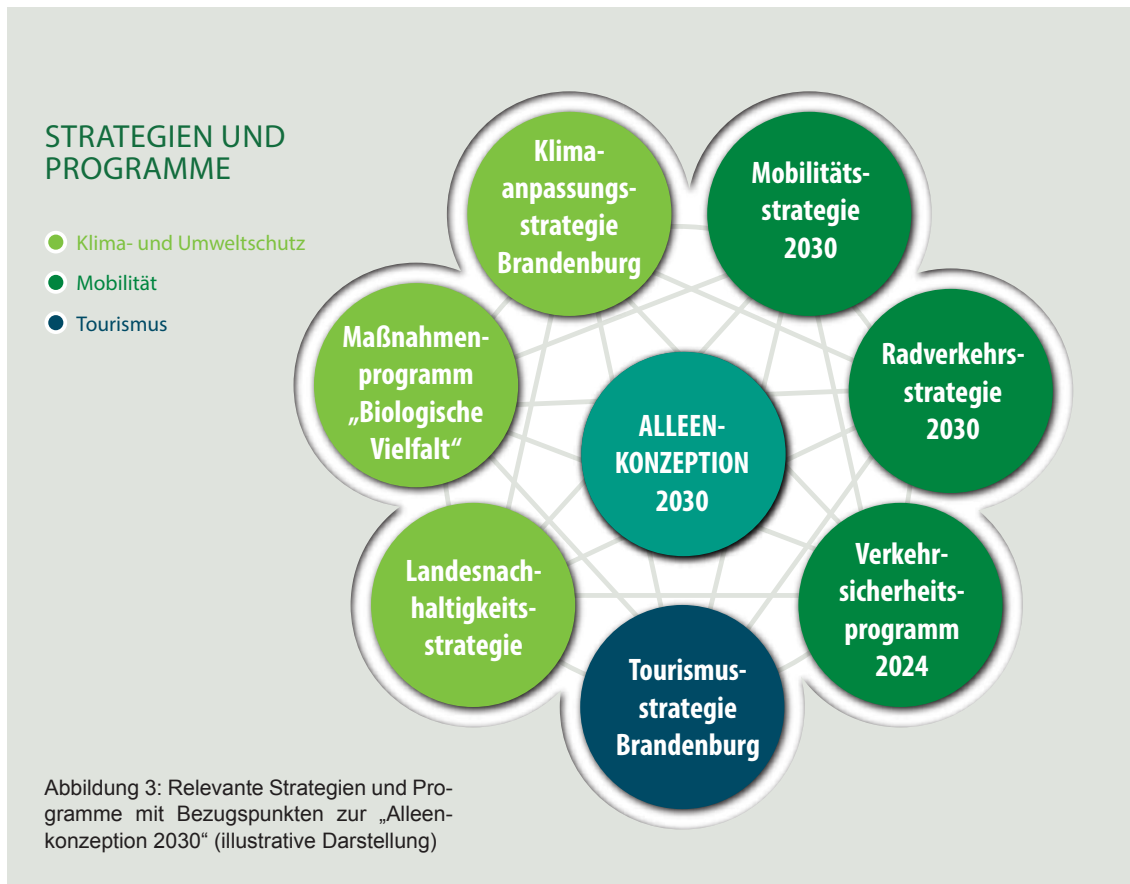 STRATEGIEN UND
PROGRAMME
Klima- und Umweltschutz
Mobilität
Tourismus
Klima-
anpassungs-
strategie
Brandenburg
Mobilitäts-
strategie
2030
Maßnahmen-
programm
„Biologische
Vielfalt“
Radverkehrs-
strategie
2030
ALLEEN-
KONZEPTION
2030
Landesnach-
haltigkeits-
strategie
Verkehr-
sicherheits-
programm
2024
Tourismus-
strategie
Brandenburg
Abbildung 3: Relevante Strategien und Pro-
gramme mit Bezugspunkten zur „Alleen-
konzeption 2030“ (illustrative Darstellung)